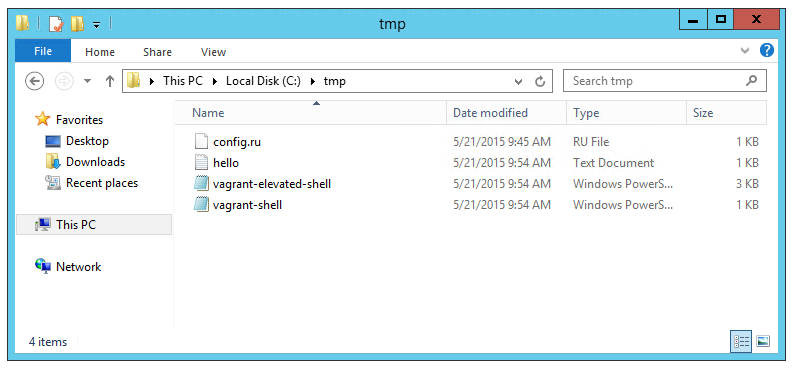 tmp
File Home Share View
This PC Local Disk (C:) tmp Search tmp
Name Date modified Type Size
Favorites
Desktop
Downloads
Recent places
This PC
Network
config.ru 5/21/2015 9:45 AM RU File 1 KB
hello 5/21/2015 9:54 AM Text Document 1 KB
vagrant-elevated-shell 5/21/2015 9:54 AM Windows PowerS... 3 KB
vagrant-shell 5/21/2015 9:54 AM Windows PowerS... 1 KB
4 items